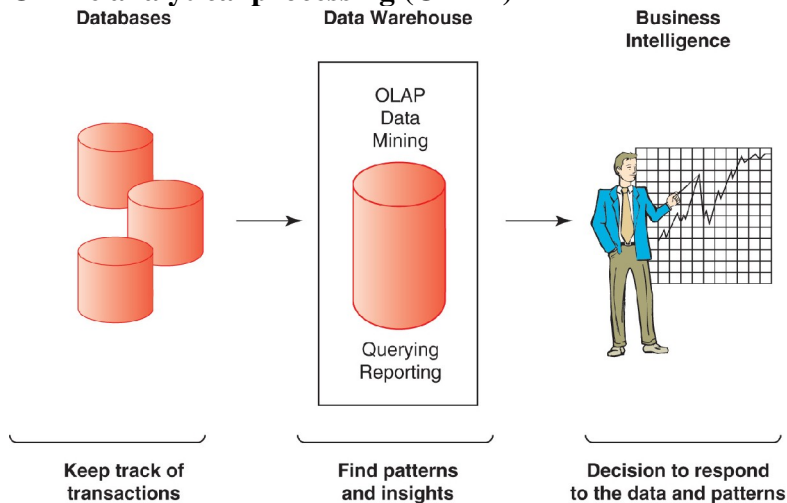 Databases
Data Warehouse
Business
Intelligence
OLAP
Data
Mining
Querying
Reporting
Keep track of
transactions
Find patterns
and insights
Decision to respond
to the data and patterns